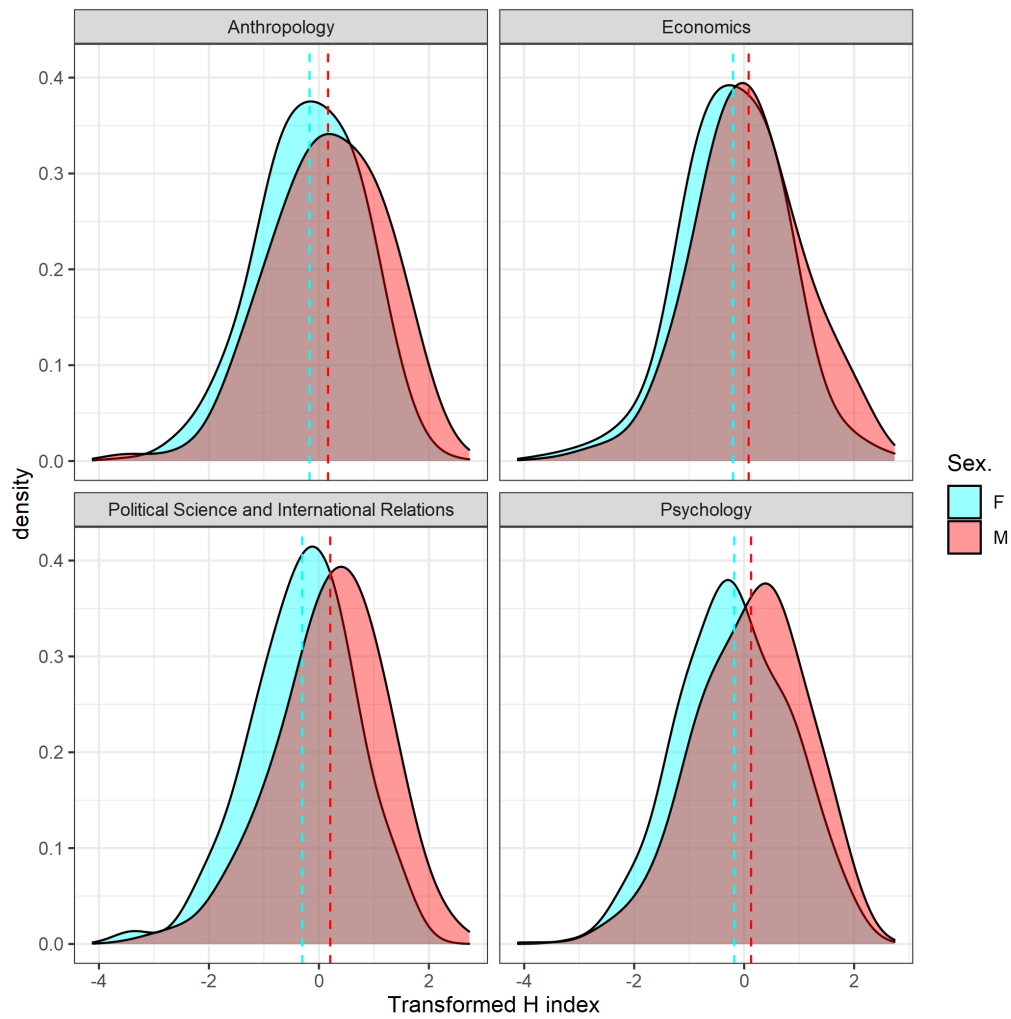 Anthropology
Economics
0.4
0.3
0.2
0.1
0.0
Political Science and International Relations
Psychology
0.4
0.3
0.2
0.1
0.0
-4
-2
0
2
-4
-2
0
2
Transformed H index
density
Sex.
F
M